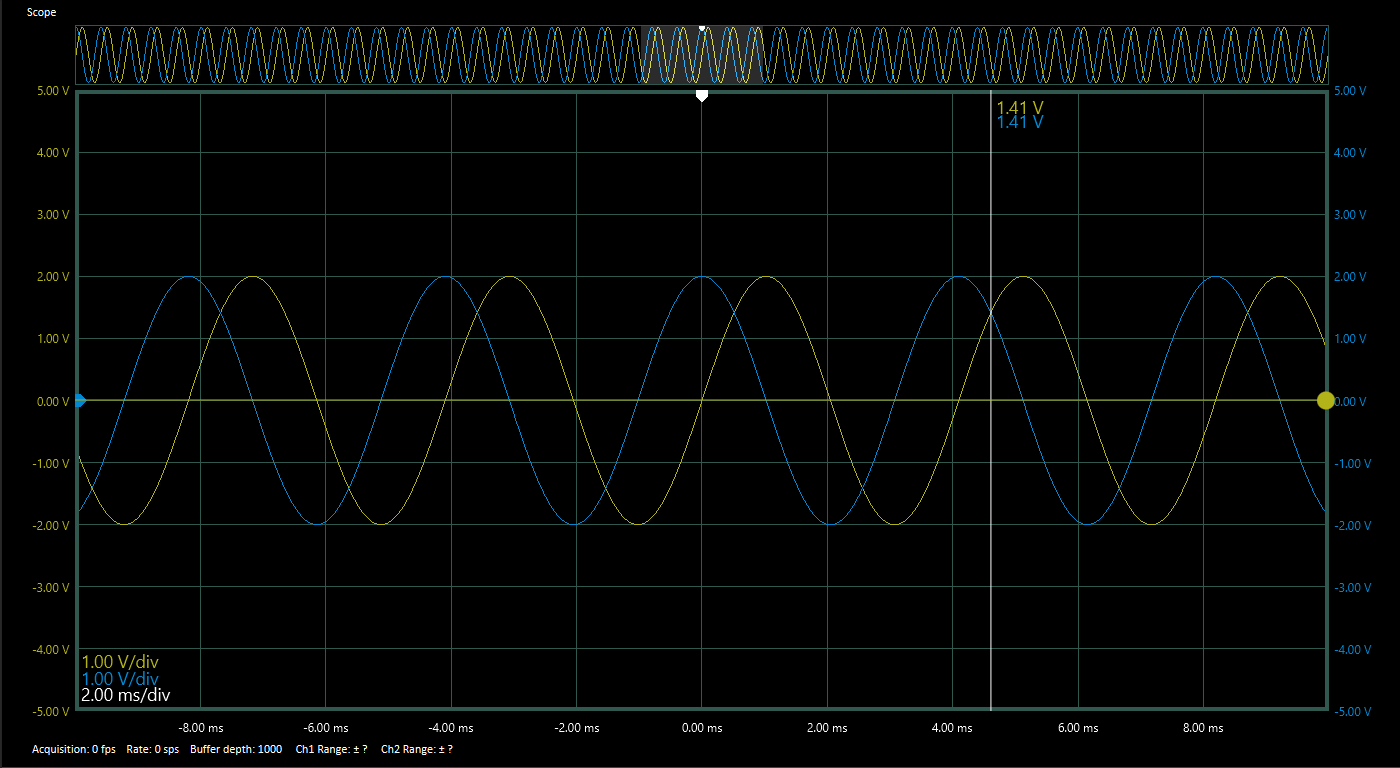 Scope
5.00 V 5.00 V
1.41 V
1.41 V
4.00 V 4.00 V
3.00 V 3.00 V
2.00 V 2.00 V
1.00 V 1.00 V
0.00 V 0.00 V
-1.00 V -1.00 V
-2.00 V -2.00 V
-3.00 V -3.00 V
-4.00 V -4.00 V
1.00 V/div
1.00 V/div
2.00 ms/div
-5.00 V -5.00 V
-8.00 ms -6.00 ms -4.00 ms -2.00 ms 0.00 ms 2.00 ms 4.00 ms 6.00 ms 8.00 ms
Acquisition: 0 fps Rate: 0 sps Buffer depth: 1000 Ch1 Range: ± ? Ch2 Range: ± ?